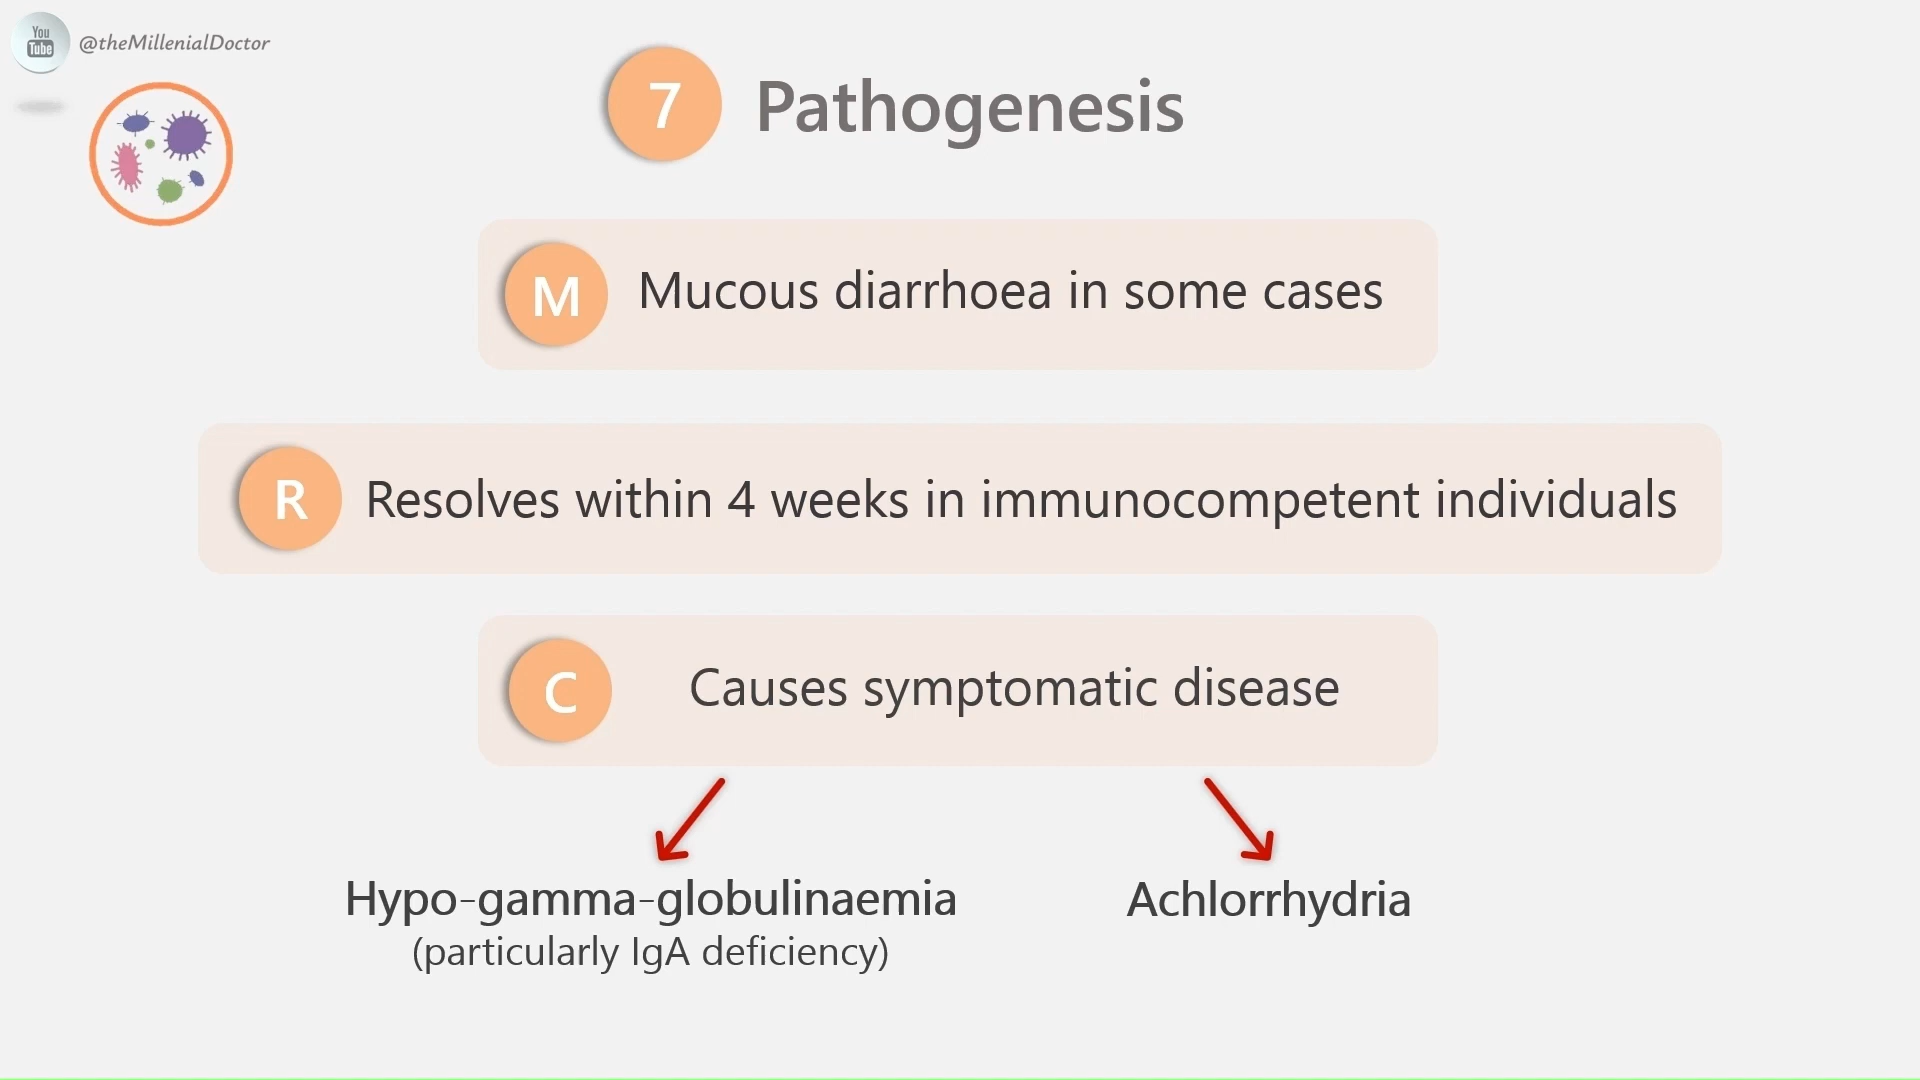 You
Tube
@theMillenialDoctor
7 Pathogenesis
M Mucous diarrhoea in some cases
R Resolves within 4 weeks in immunocompetent individuals
C Causes symptomatic disease
Hypo-gamma-globulinaemia
(particularly IgA deficiency)
Achlorrhydria